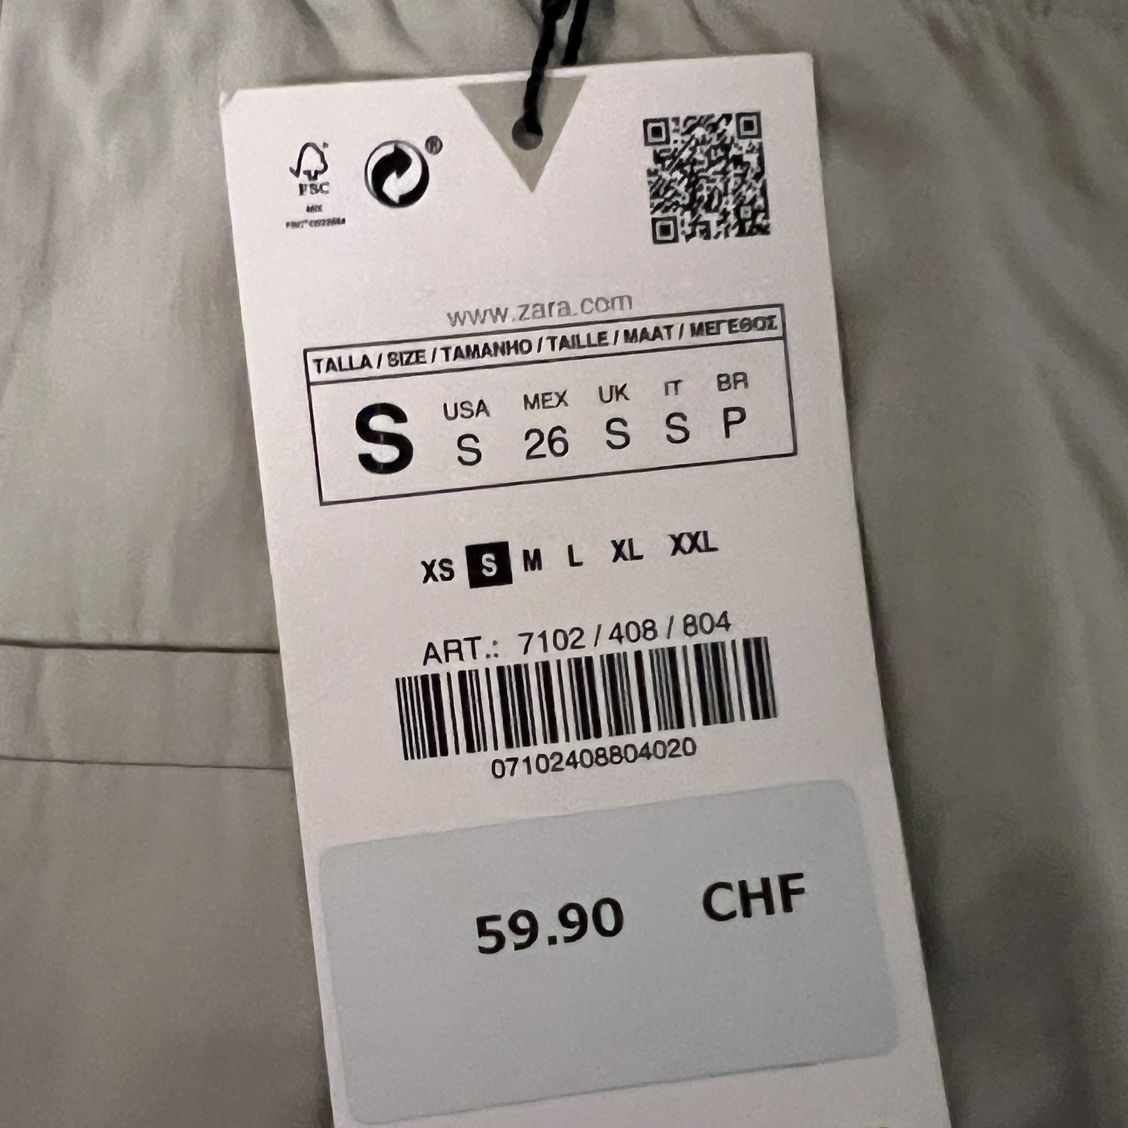 FSC
MIX
www.zara.com
TALLA / SIZE / TAMANHO / TAILLE / MAAT / ΜΕΓΕΘΟΣ
S USA MEX UK IT BR
S 26 S S P
XS S M L XL XXL
ART.: 7102 / 408 / 804
07102408804020
59.90 CHF